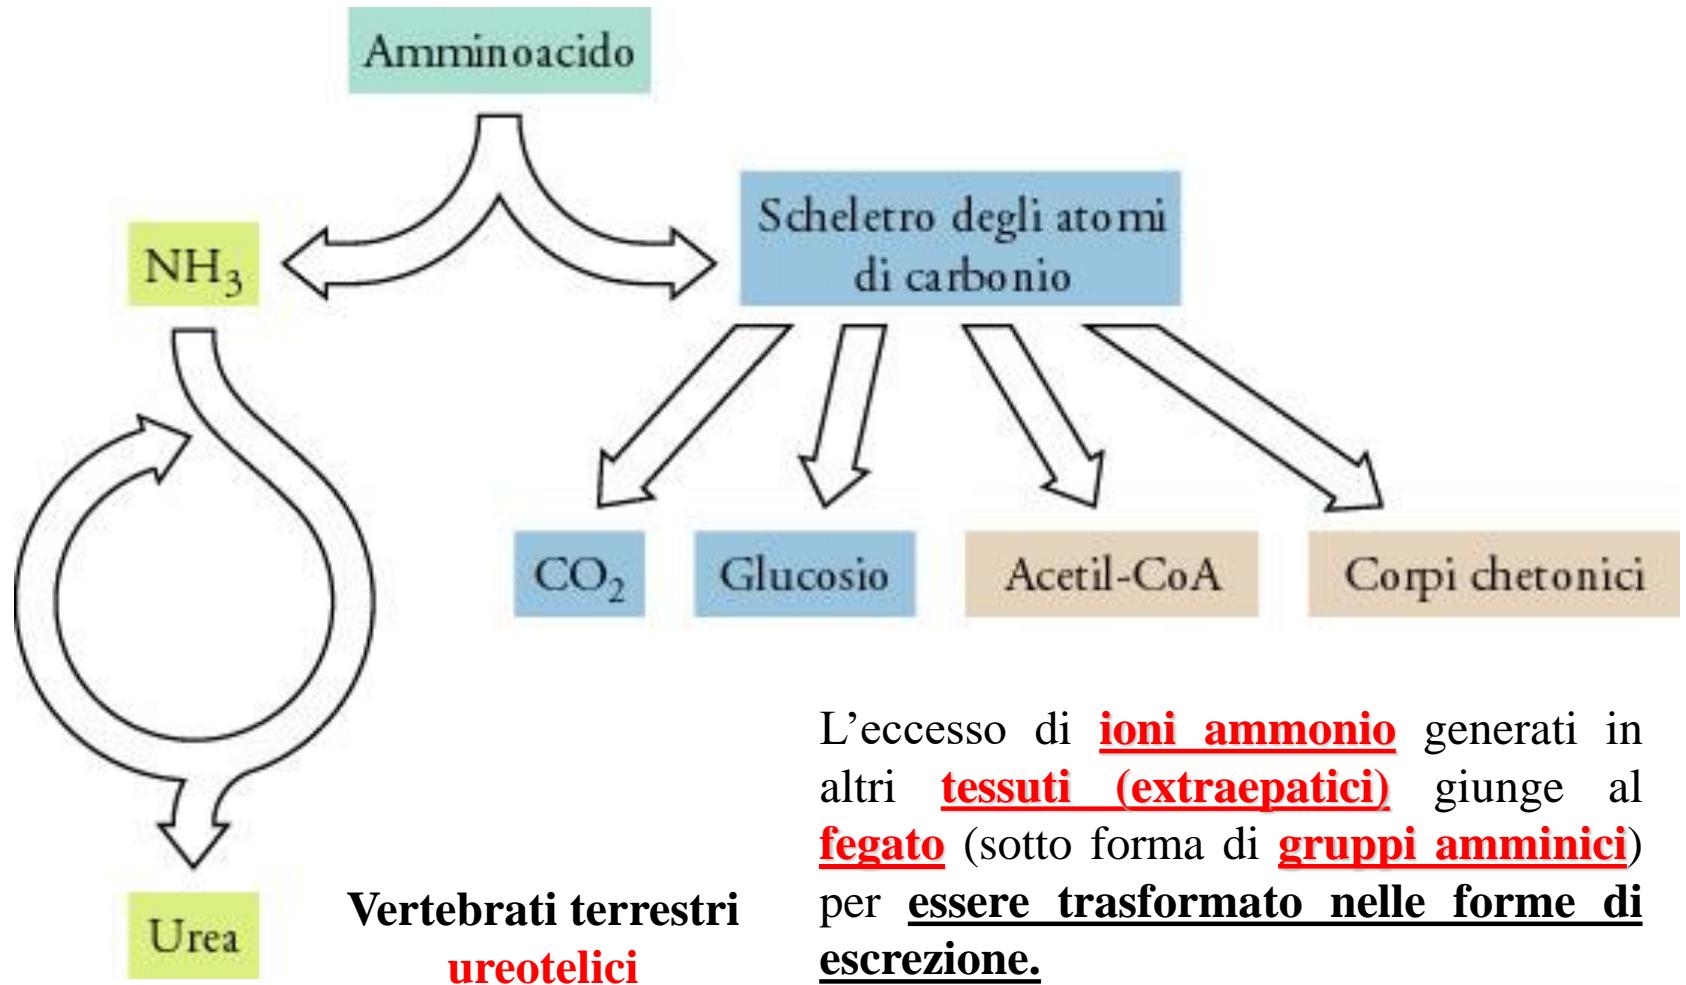 Amminoacido
NH₃
Scheletro degli atomi
di carbonio
CO₂
Glucosio
Acetil-CoA
Corpi chetonici
Urea
Vertebrati terrestri
ureotelici
L’eccesso di ioni ammonio generati in
altri tessuti (extraepatici) giunge al
fegato (sotto forma di gruppi amminici)
per essere trasformato nelle forme di
escrezione.